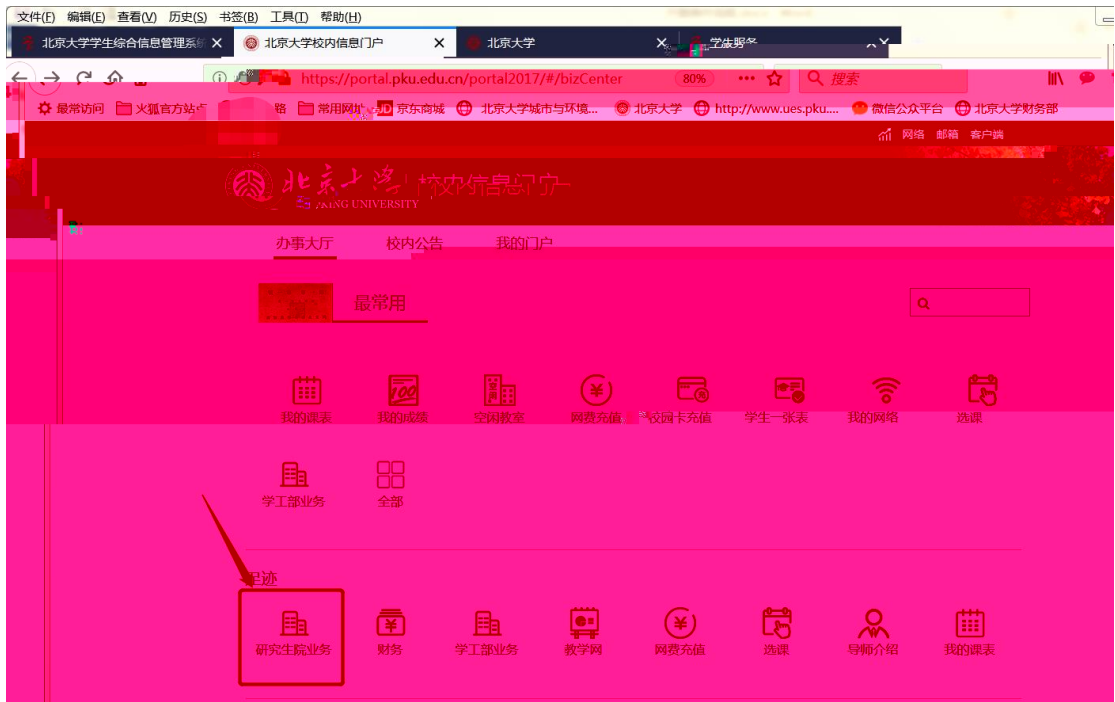 文件(F) 编辑(E) 查看(V) 历史(S) 书签(B) 工具(T) 帮助(H)
北京大学学生综合信息管理系统 北京大学校内信息门户 北京大学
https://portal.pku.edu.cn/portal2017/#/bizCenter 80% 搜索
最常访问 火狐官方站点 常用网址 JD 京东商城 北京大学城市与环境... 北京大学 http://www.ues.pku.... 微信公众平台 北京大学财务部
网络 邮箱 客户端
北京大学 校内信息门户
UNIVERSITY
办事大厅 校内公告 我的门户
最常用
我的课表 我的成绩 空闲教室 网费充值 校园卡充值 学生一张表 我的网络 选课
学工部业务 全部
足迹
研究生院业务 财务 学工部业务 教学网 网费充值 选课 导师介绍 我的课表